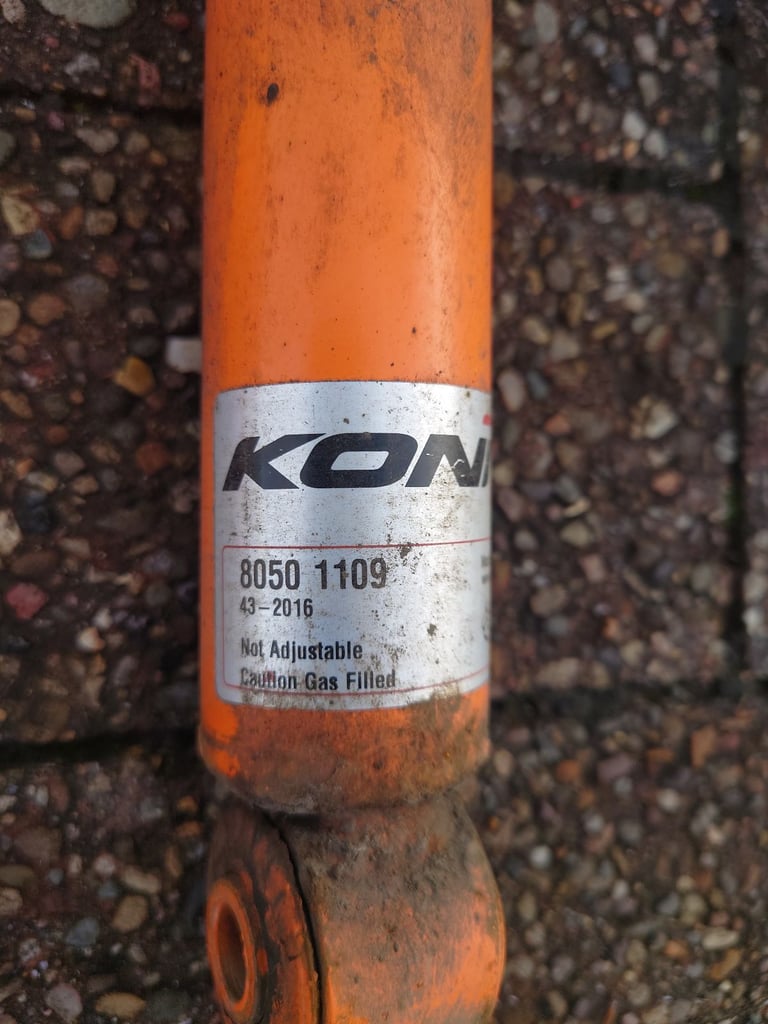 KONI
8050 1109
43-2016
Not Adjustable
Caution Gas Filled